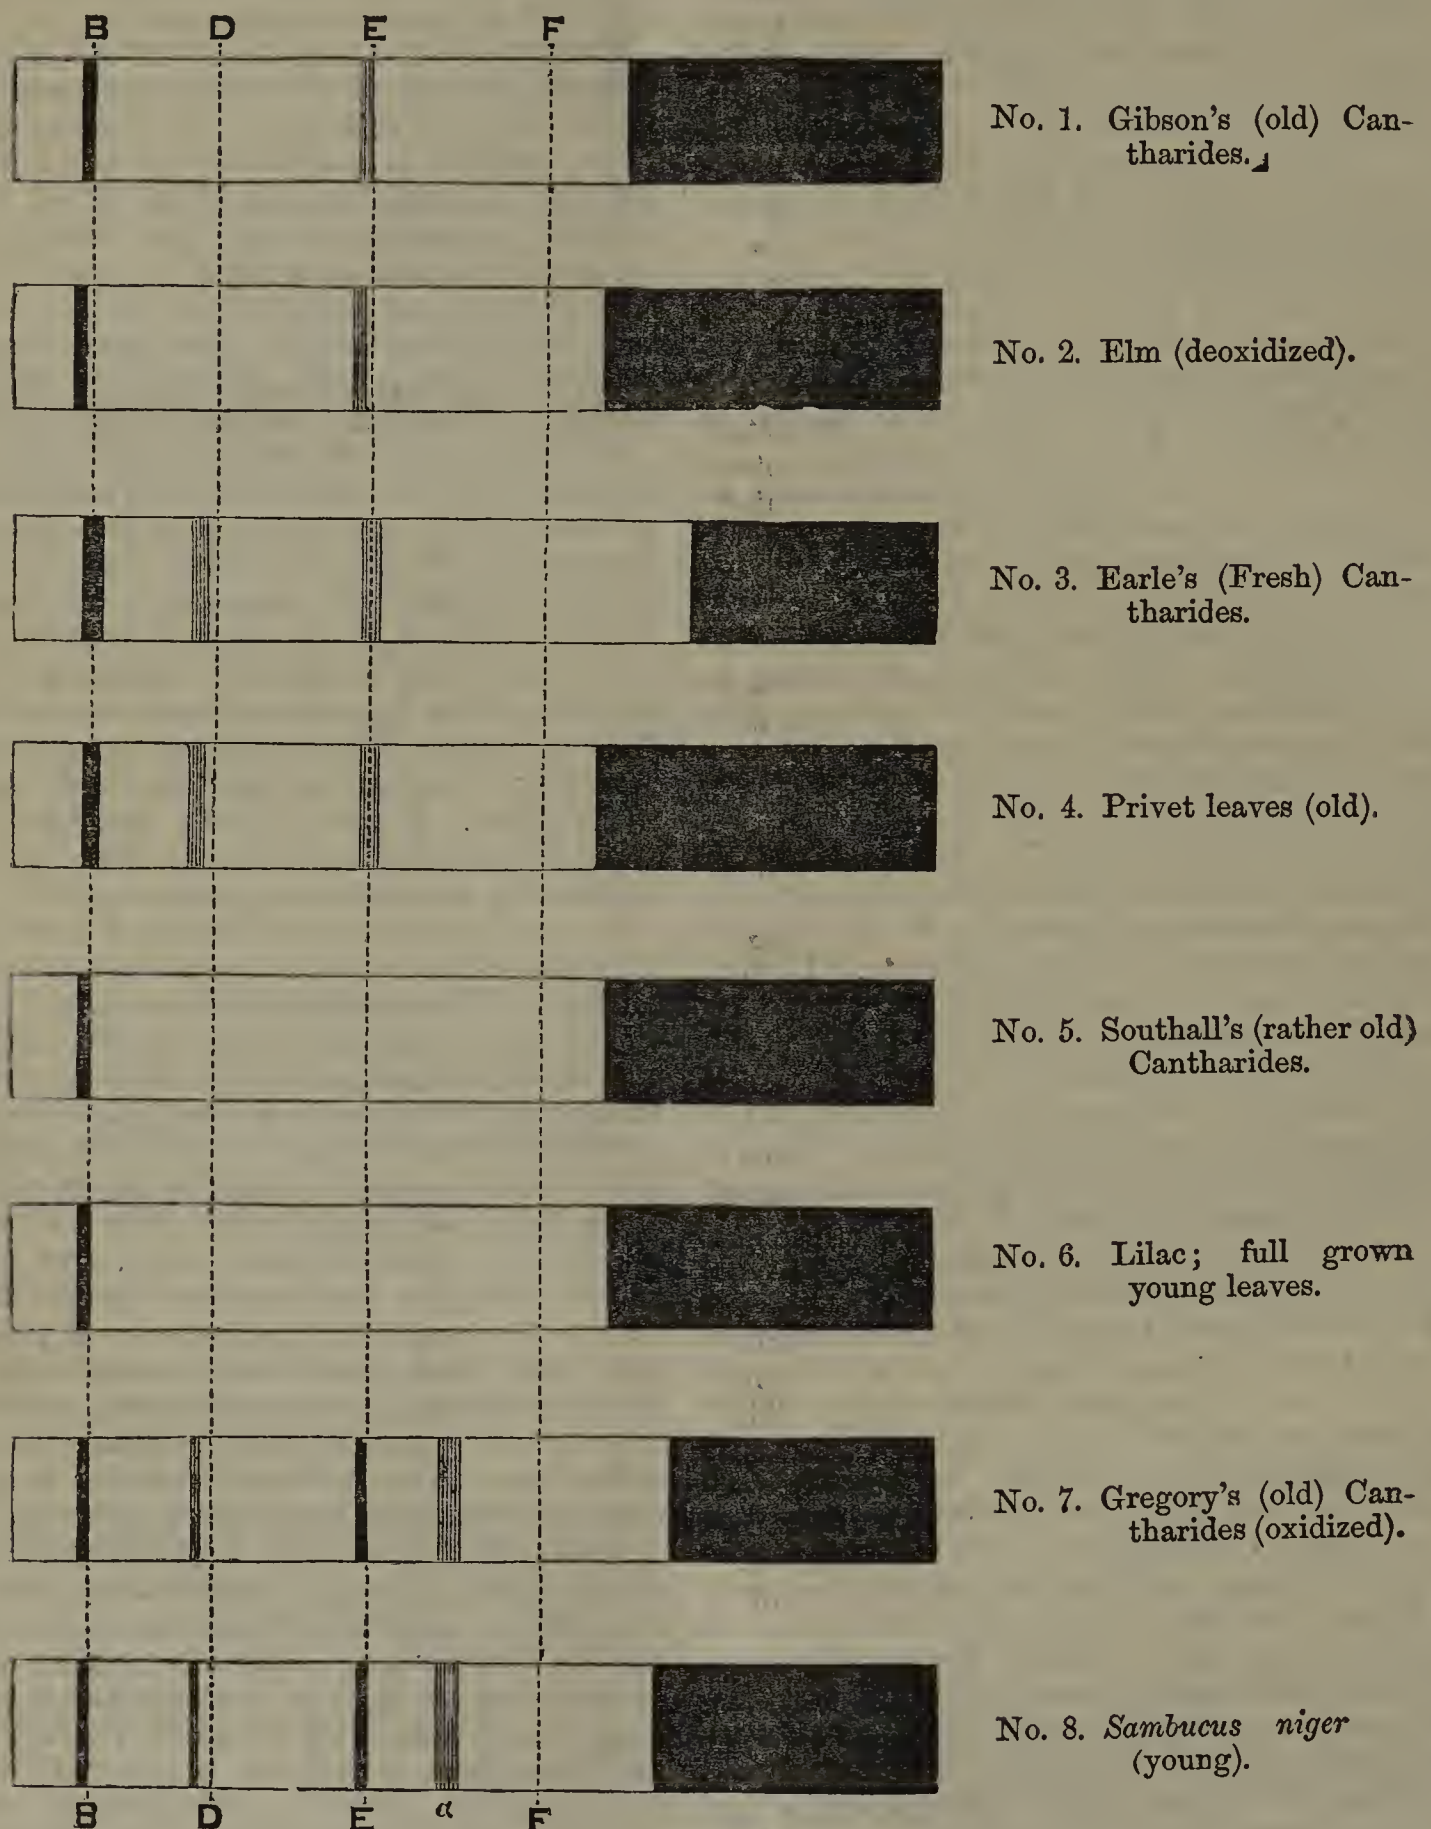 B D E F
No. 1. Gibson's (old) Can-
tharides.
No. 2. Elm (deoxidized).
No. 3. Earle's (Fresh) Can-
tharides.
No. 4. Privet leaves (old).
No. 5. Southall's (rather old)
Cantharides.
No. 6. Lilac; full grown
young leaves.
No. 7. Gregory's (old) Can-
tharides (oxidized).
No. 8. Sambucus niger
(young).
B D E a F